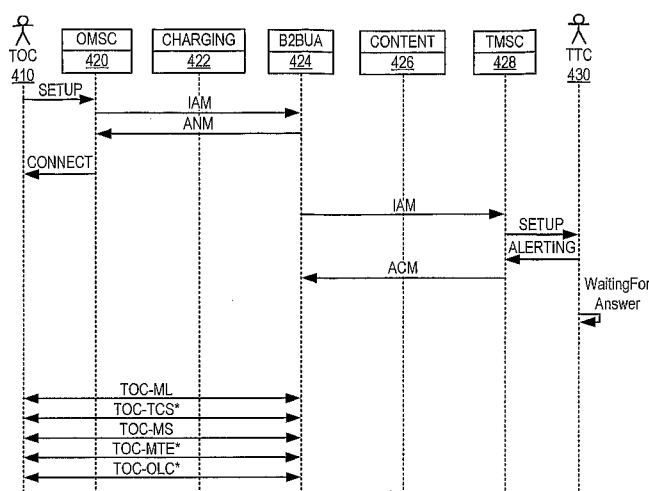 TOC
410
OMSC
420
CHARGING
422
B2BUA
424
CONTENT
426
TMSC
428
TTC
430
SETUP
IAM
ANM
CONNECT
IAM
SETUP
ALERTING
ACM
WaitingFor
Answer
TOC-ML
TOC-TCS*
TOC-MS
TOC-MTE*
TOC-OLC*